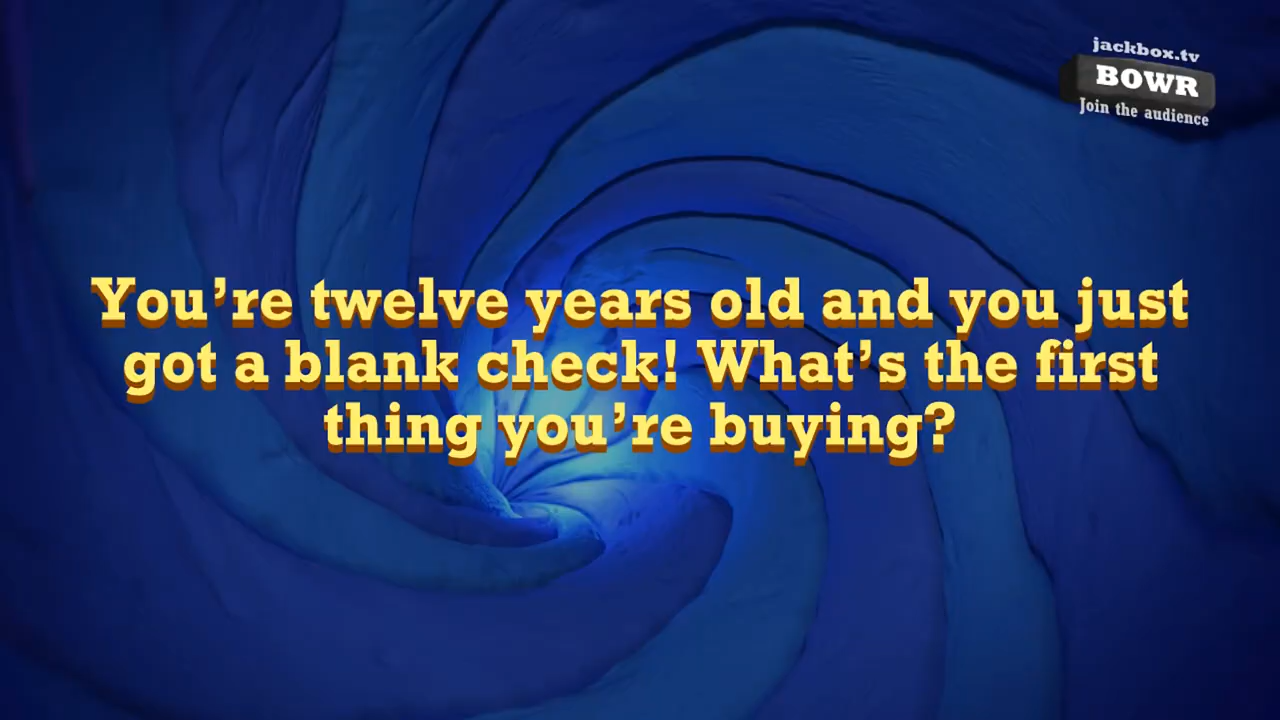 jackbox.tv
BOWR
Join the audience
You’re twelve years old and you just
got a blank check! What’s the first
thing you’re buying?